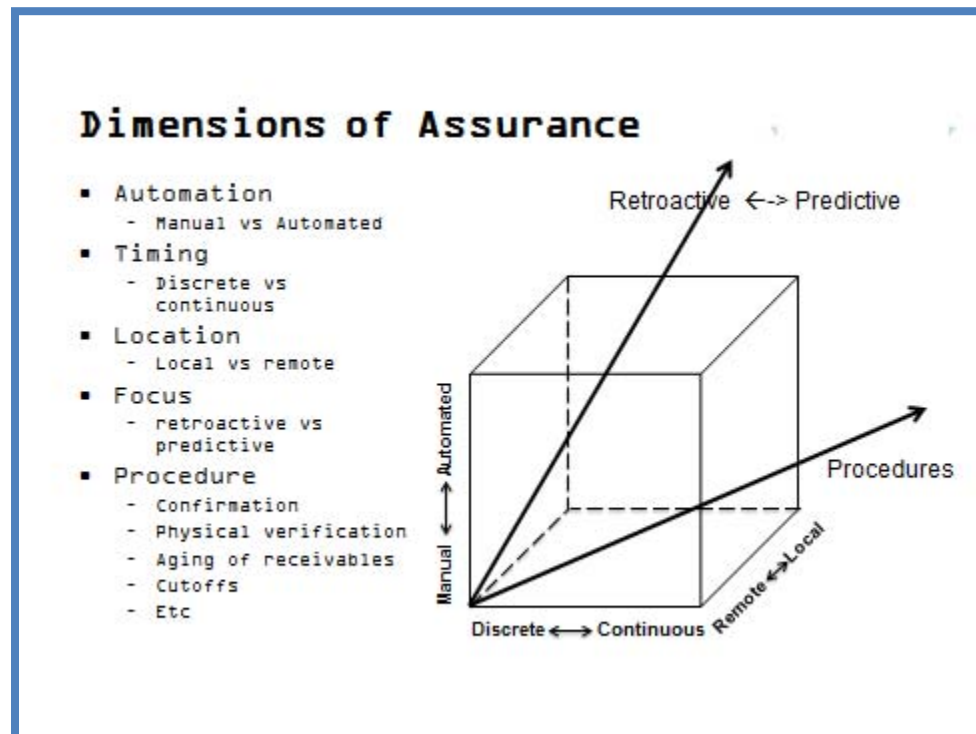 Dimensions of Assurance
▪ Automation
- Manual vs Automated
▪ Timing
- Discrete vs
continuous
▪ Location
- Local vs remote
▪ Focus
- retroactive vs
predictive
▪ Procedure
- Confirmation
- Physical verification
- Aging of receivables
- Cutoffs
- Etc
Retroactive <-> Predictive
Procedures
Manual ↔ Automated
Discrete ↔ Continuous
Remote ↔ Local